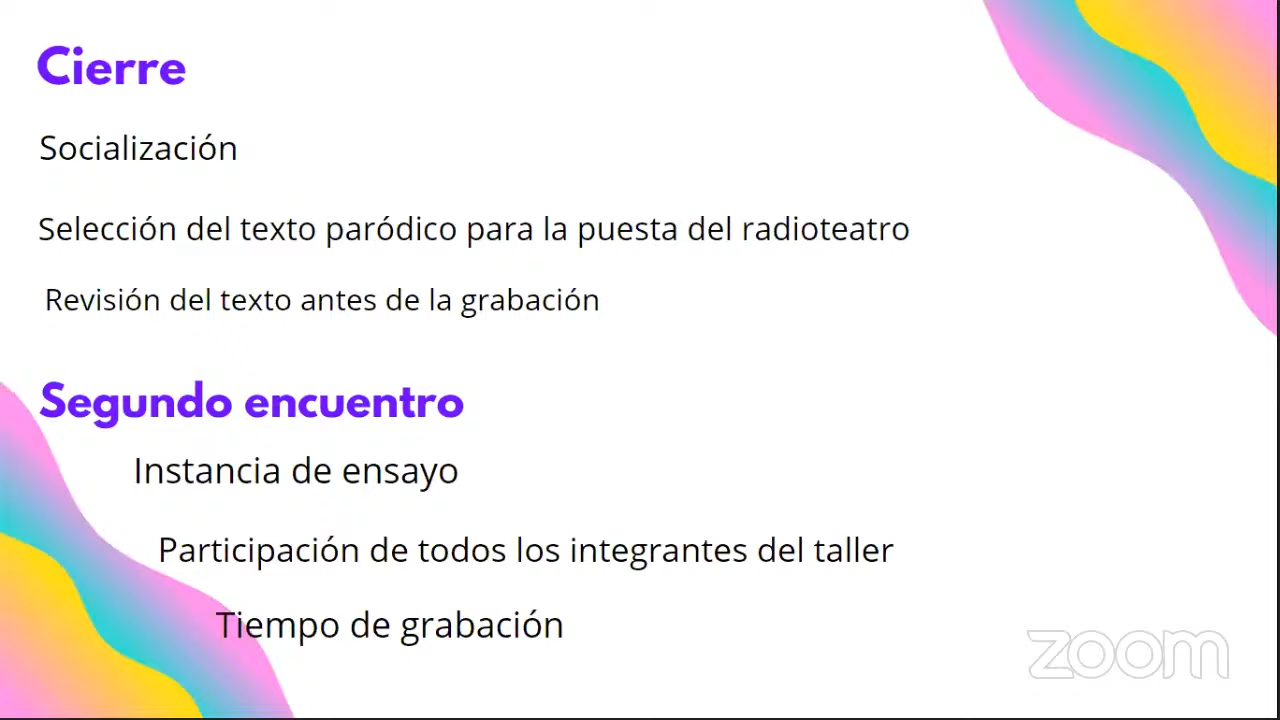 Cierre
Socialización
Selección del texto paródico para la puesta del radioteatro
Revisión del texto antes de la grabación
Segundo encuentro
Instancia de ensayo
Participación de todos los integrantes del taller
Tiempo de grabación
zoom